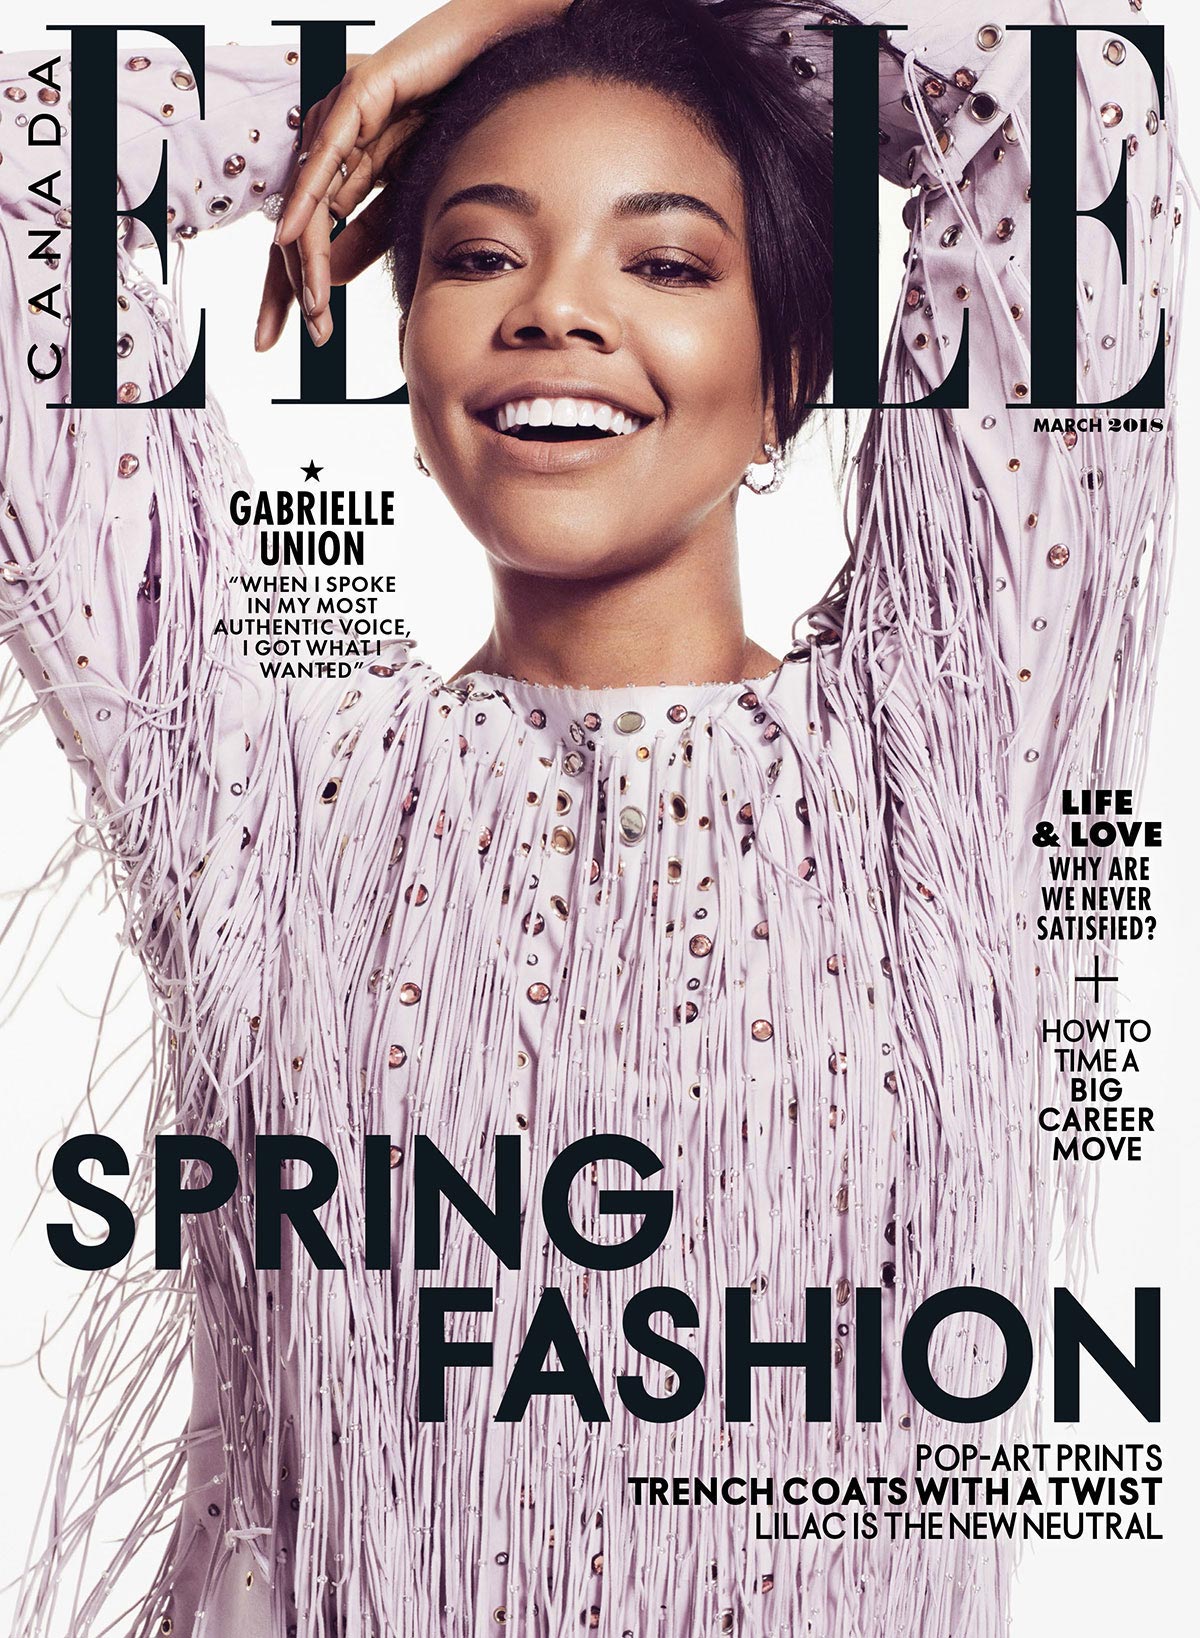 CANADA
ELLE
MARCH 2018
★
GABRIELLE
UNION
“WHEN I SPOKE
IN MY MOST
AUTHENTIC VOICE,
I GOT WHAT I
WANTED”
LIFE
& LOVE
WHY ARE
WE NEVER
SATISFIED?
+
HOW TO
TIME A
BIG
CAREER
MOVE
SPRING
FASHION
POP-ART PRINTS
TRENCH COATS WITH A TWIST
LILAC IS THE NEW NEUTRAL